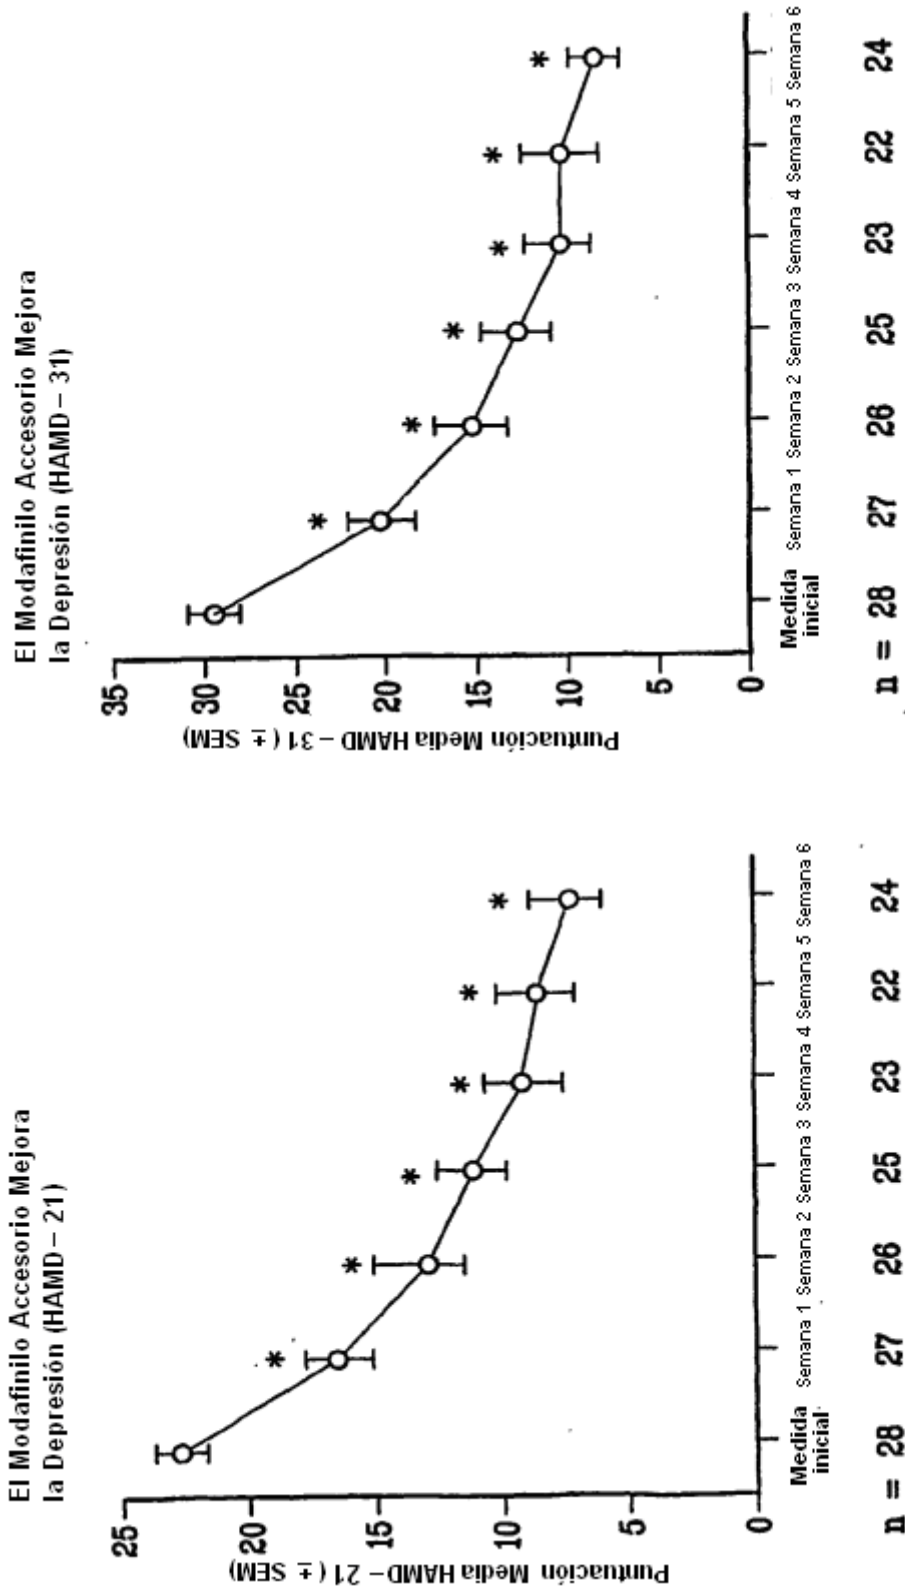 El Modafinilo Accesorio Mejora
la Depresión (HAMD – 21)
Puntuación Media HAMD – 21 ( ± SEM)
25
20
15
10
5
0
* * * * * *
Medida
inicial
Semana 1 Semana 2 Semana 3 Semana 4 Semana 5 Semana 6
n = 28 27 26 25 23 22 24
El Modafinilo Accesorio Mejora
la Depresión (HAMD – 31)
Puntuación Media HAMD – 31 ( ± SEM)
35
30
25
20
15
10
5
0
* * * * * *
Medida
inicial
Semana 1 Semana 2 Semana 3 Semana 4 Semana 5 Semana 6
n = 28 27 26 25 23 22 24